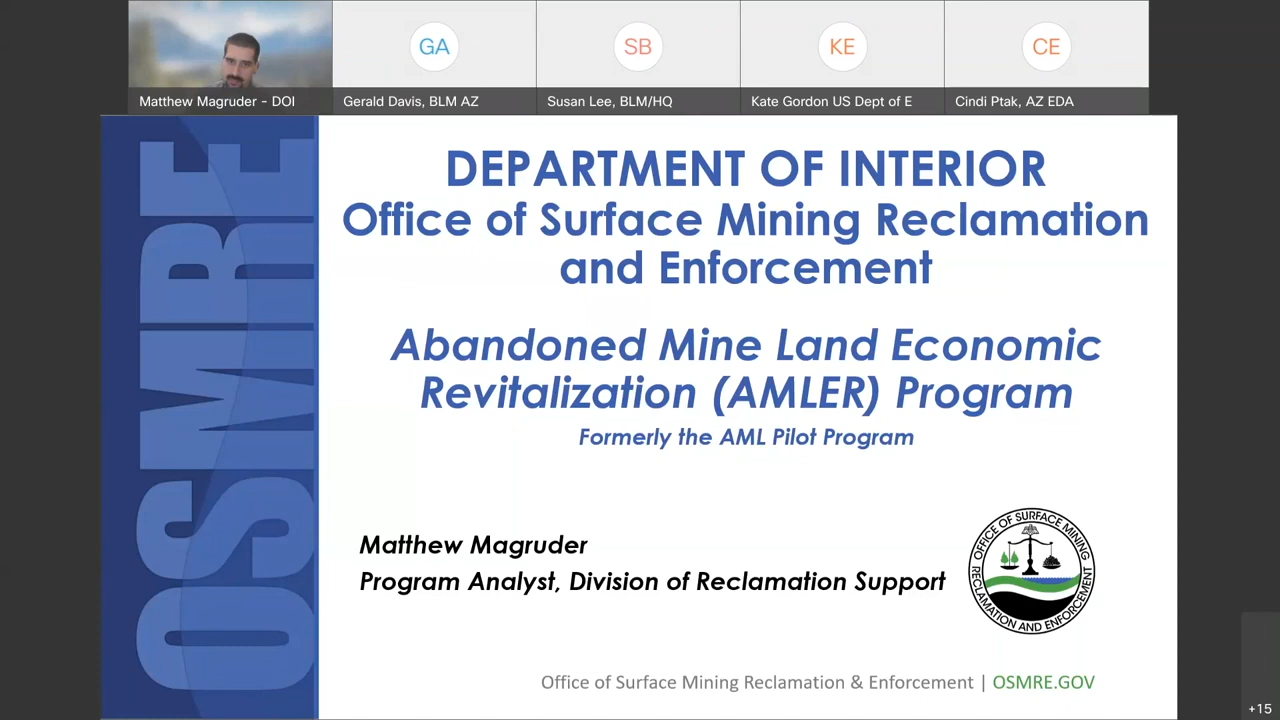 GA
SB
KE
CE
Matthew Magruder - DOI
Gerald Davis, BLM AZ
Susan Lee, BLM/HQ
Kate Gordon US Dept of E
Cindi Ptak, AZ EDA
OSMRE
DEPARTMENT OF INTERIOR
Office of Surface Mining Reclamation
and Enforcement
Abandoned Mine Land Economic
Revitalization (AMLER) Program
Formerly the AML Pilot Program
Matthew Magruder
Program Analyst, Division of Reclamation Support
OFFICE OF SURFACE MINING
RECLAMATION AND ENFORCEMENT
Office of Surface Mining Reclamation & Enforcement | OSMRE.GOV
+15